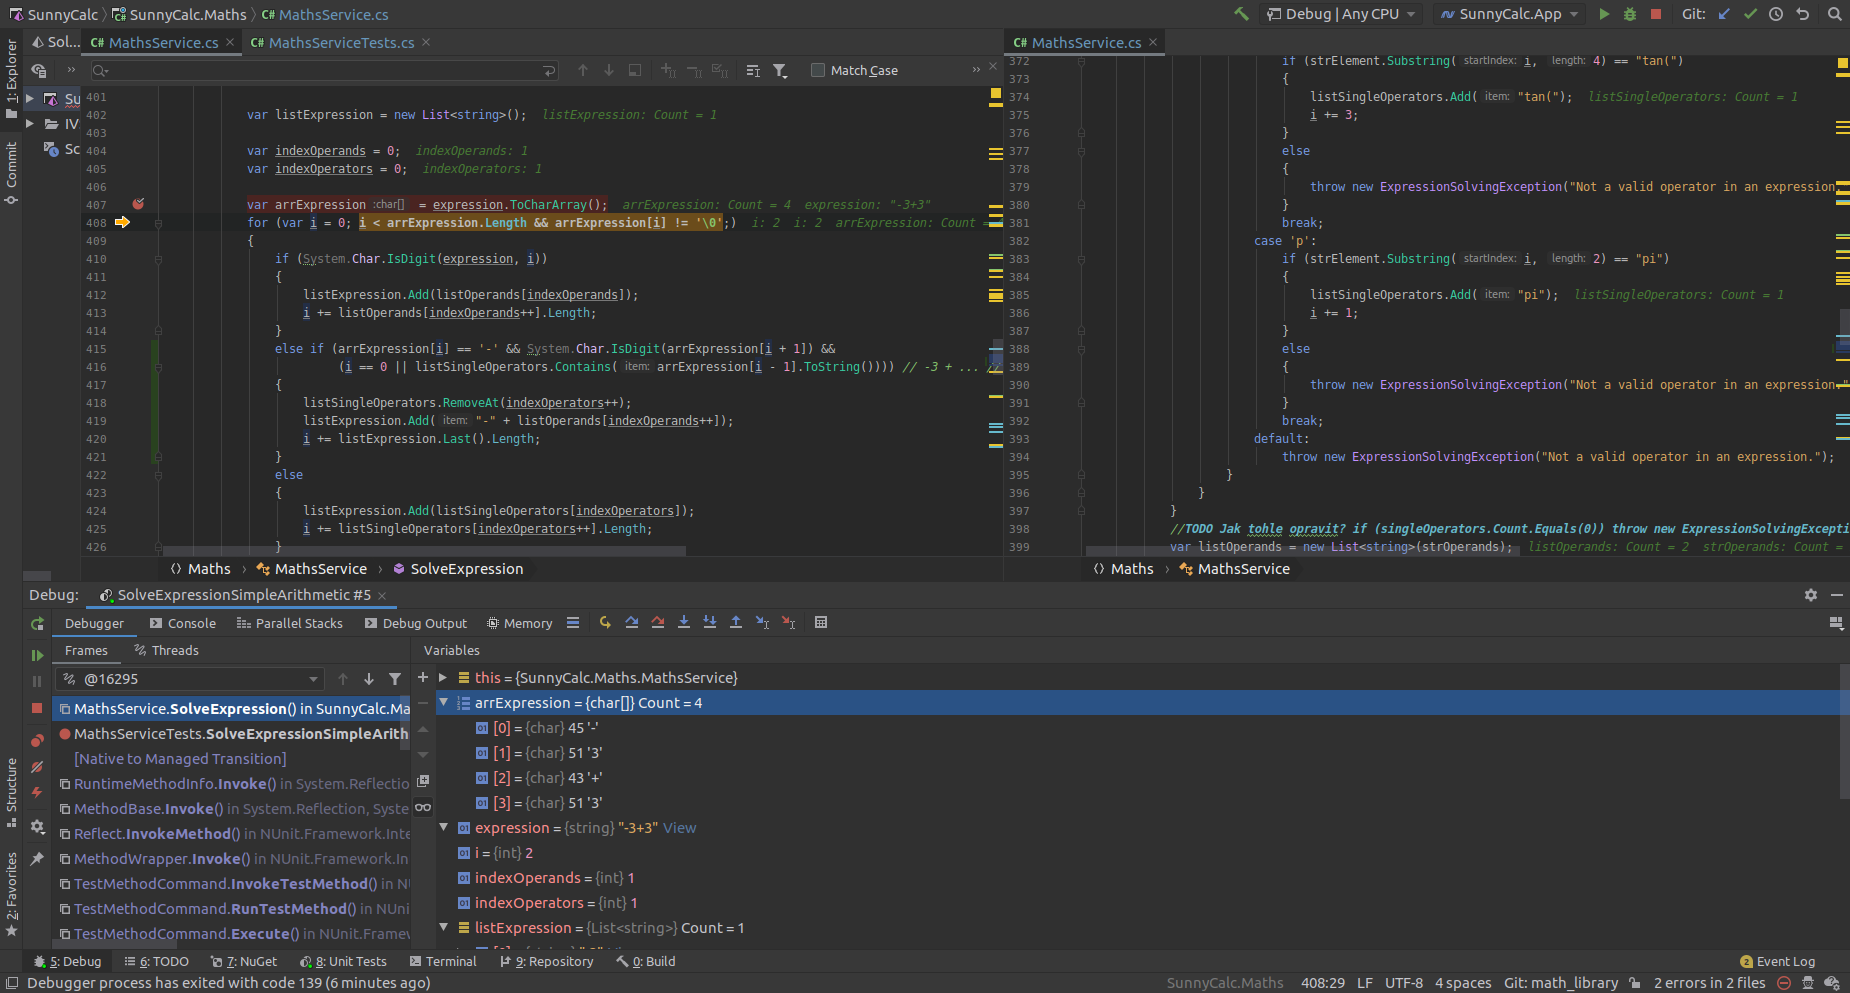 SunnyCalc SunnyCalc.Maths C# MathsService.cs
Debug | Any CPU SunnyCalc.App Git:
1: Explorer
Commit
Structure
2: Favorites
Sol... C# MathsService.cs × C# MathsServiceTests.cs ×
Match Case
Su
IV
Sc
401
402 var listExpression = new List<string>(); listExpression: Count = 1
403
404 var indexOperands = 0; indexOperands: 1
405 var indexOperators = 0; indexOperators: 1
406
407 var arrExpression :char[] = expression.ToCharArray(); arrExpression: Count = 4 expression: "-3+3"
408 for (var i = 0; i < arrExpression.Length && arrExpression[i] != '\0';) i: 2 i: 2 arrExpression: Count =
409 {
410 if (System.Char.IsDigit(expression, i))
411 {
412 listExpression.Add(listOperands[indexOperands]);
413 i += listOperands[indexOperands++].Length;
414 }
415 else if (arrExpression[i] == '-' && System.Char.IsDigit(arrExpression[i + 1]) &&
416 (i == 0 || listSingleOperators.Contains( item: arrExpression[i - 1].ToString()))) // -3 + ... //
417 {
418 listSingleOperators.RemoveAt(indexOperators++);
419 listExpression.Add( item: "-" + listOperands[indexOperands++]);
420 i += listExpression.Last().Length;
421 }
422 else
423 {
424 listExpression.Add(listSingleOperators[indexOperators]);
425 i += listSingleOperators[indexOperators++].Length;
426 }
Maths › MathsService › SolveExpression
C# MathsService.cs ×
372 if (strElement.Substring( startIndex: i, length: 4) == "tan(")
373 {
374 listSingleOperators.Add( item: "tan("); listSingleOperators: Count = 1
375 i += 3;
376 }
377 else
378 {
379 throw new ExpressionSolvingException("Not a valid operator in an expression.
380 }
381 break;
382 case 'p':
383 if (strElement.Substring( startIndex: i, length: 2) == "pi")
384 {
385 listSingleOperators.Add( item: "pi"); listSingleOperators: Count = 1
386 i += 1;
387 }
388 else
389 {
390 throw new ExpressionSolvingException("Not a valid operator in an expression."
391 }
392 break;
393 default:
394 throw new ExpressionSolvingException("Not a valid operator in an expression.");
395 }
396 }
397 }
398 //TODO Jak tohle opravit? if (singleOperators.Count.Equals(0)) throw new ExpressionSolvingExcepti
399 var listOperands = new List<string>(strOperands); listOperands: Count = 2 strOperands: Count =
Maths › MathsService
Debug: SolveExpressionSimpleArithmetic #5 ×
Debugger Console Parallel Stacks Debug Output Memory
Frames Threads
@16295
MathsService.SolveExpression() in SunnyCalc.Ma
MathsServiceTests.SolveExpressionSimpleArith
[Native to Managed Transition]
RuntimeMethodInfo.Invoke() in System.Reflectio
MethodBase.Invoke() in System.Reflection, Syste
Reflect.InvokeMethod() in NUnit.Framework.Inte
MethodWrapper.Invoke() in NUnit.Framework.In
TestMethodCommand.InvokeTestMethod() in NU
TestMethodCommand.RunTestMethod() in NUni
TestMethodCommand.Execute() in NUnit.Framew
Variables
this = {SunnyCalc.Maths.MathsService}
arrExpression = {char[]} Count = 4
[0] = {char} 45 '-'
[1] = {char} 51 '3'
[2] = {char} 43 '+'
[3] = {char} 51 '3'
expression = {string} "-3+3" View
i = {int} 2
indexOperands = {int} 1
indexOperators = {int} 1
listExpression = {List<string>} Count = 1
5: Debug 6: TODO 7: NuGet 8: Unit Tests Terminal 9: Repository 0: Build 2 Event Log
Debugger process has exited with code 139 (6 minutes ago) SunnyCalc.Maths 408:29 LF UTF-8 4 spaces Git: math_library 2 errors in 2 files